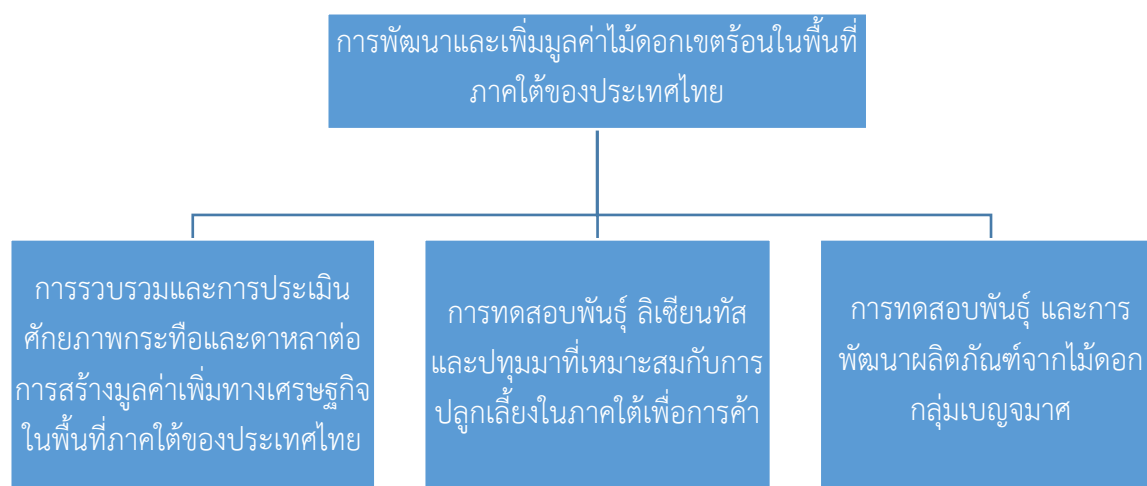 การพัฒนาและเพิ่มมูลค่าไม้ดอกเขตร้อนในพื้นที่
ภาคใต้ของประเทศไทย
การรวบรวมและการประเมิน
ศักยภาพกระทือและดาหลาต่อ
การสร้างมูลค่าเพิ่มทางเศรษฐกิจ
ในพื้นที่ภาคใต้ของประเทศไทย
การทดสอบพันธุ์ ลิเซียนทัส
และปทุมมาที่เหมาะสมกับการ
ปลูกเลี้ยงในภาคใต้เพื่อการค้า
การทดสอบพันธุ์ และการ
พัฒนาผลิตภัณฑ์จากไม้ดอก
กลุ่มเบญจมาศ